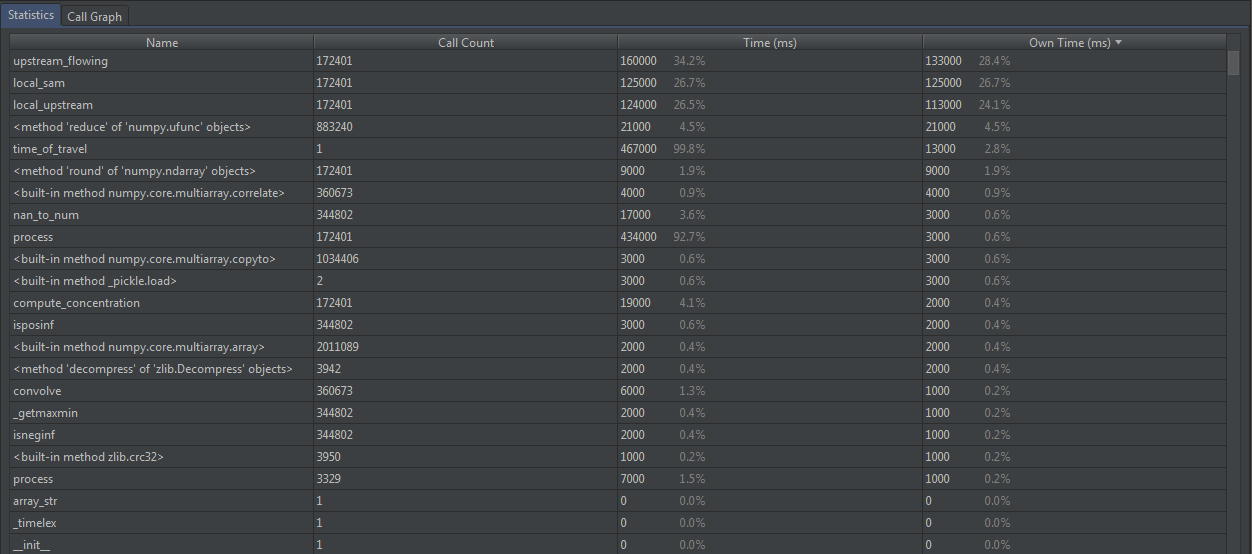 Statistics Call Graph
Name Call Count Time (ms) Own Time (ms)
upstream_flowing 172401 160000 34.2% 133000 28.4%
local_sam 172401 125000 26.7% 125000 26.7%
local_upstream 172401 124000 26.5% 113000 24.1%
<method 'reduce' of 'numpy.ufunc' objects> 883240 21000 4.5% 21000 4.5%
time_of_travel 1 467000 99.8% 13000 2.8%
<method 'round' of 'numpy.ndarray' objects> 172401 9000 1.9% 9000 1.9%
<built-in method numpy.core.multiarray.correlate> 360673 4000 0.9% 4000 0.9%
nan_to_num 344802 17000 3.6% 3000 0.6%
process 172401 434000 92.7% 3000 0.6%
<built-in method numpy.core.multiarray.copyto> 1034406 3000 0.6% 3000 0.6%
<built-in method _pickle.load> 2 3000 0.6% 3000 0.6%
compute_concentration 172401 19000 4.1% 2000 0.4%
isposinf 344802 3000 0.6% 2000 0.4%
<built-in method numpy.core.multiarray.array> 2011089 2000 0.4% 2000 0.4%
<method 'decompress' of 'zlib.Decompress' objects> 3942 2000 0.4% 2000 0.4%
convolve 360673 6000 1.3% 1000 0.2%
_getmaxmin 344802 2000 0.4% 1000 0.2%
isneginf 344802 2000 0.4% 1000 0.2%
<built-in method zlib.crc32> 3950 1000 0.2% 1000 0.2%
process 3329 7000 1.5% 1000 0.2%
array_str 1 0 0.0% 0 0.0%
_timelex 1 0 0.0% 0 0.0%
__init__ 1 0 0.0% 0 0.0%